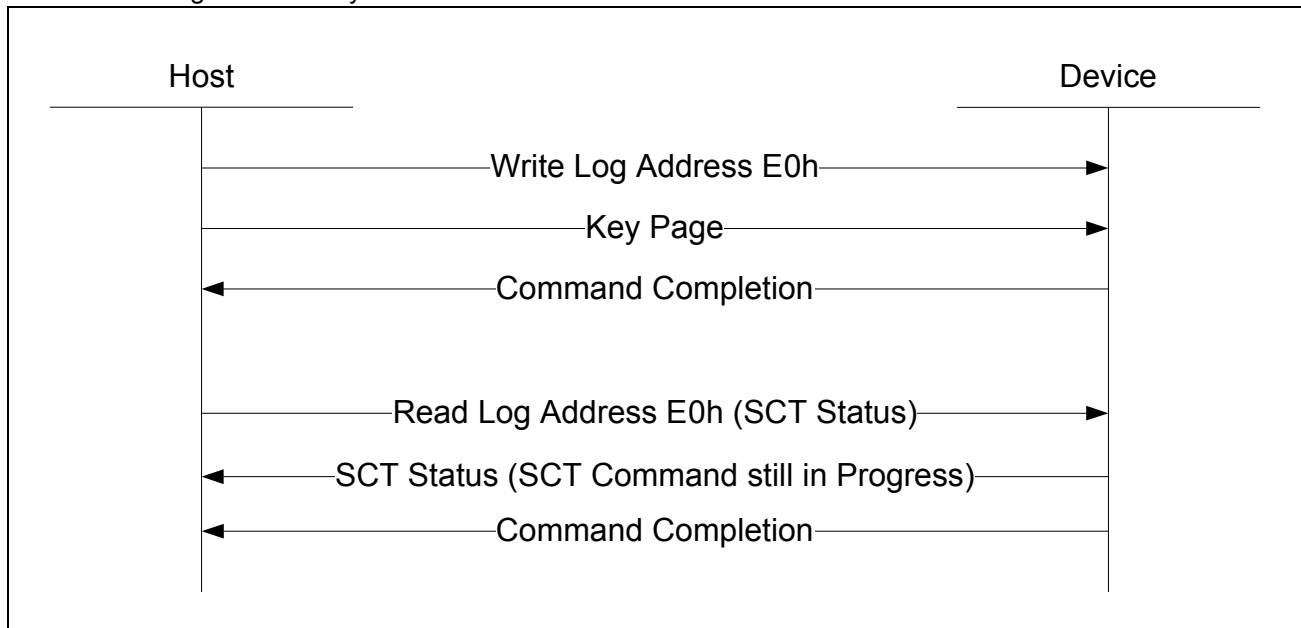 Host
Device
Write Log Address E0h
Key Page
Command Completion
Read Log Address E0h (SCT Status)
SCT Status (SCT Command still in Progress)
Command Completion